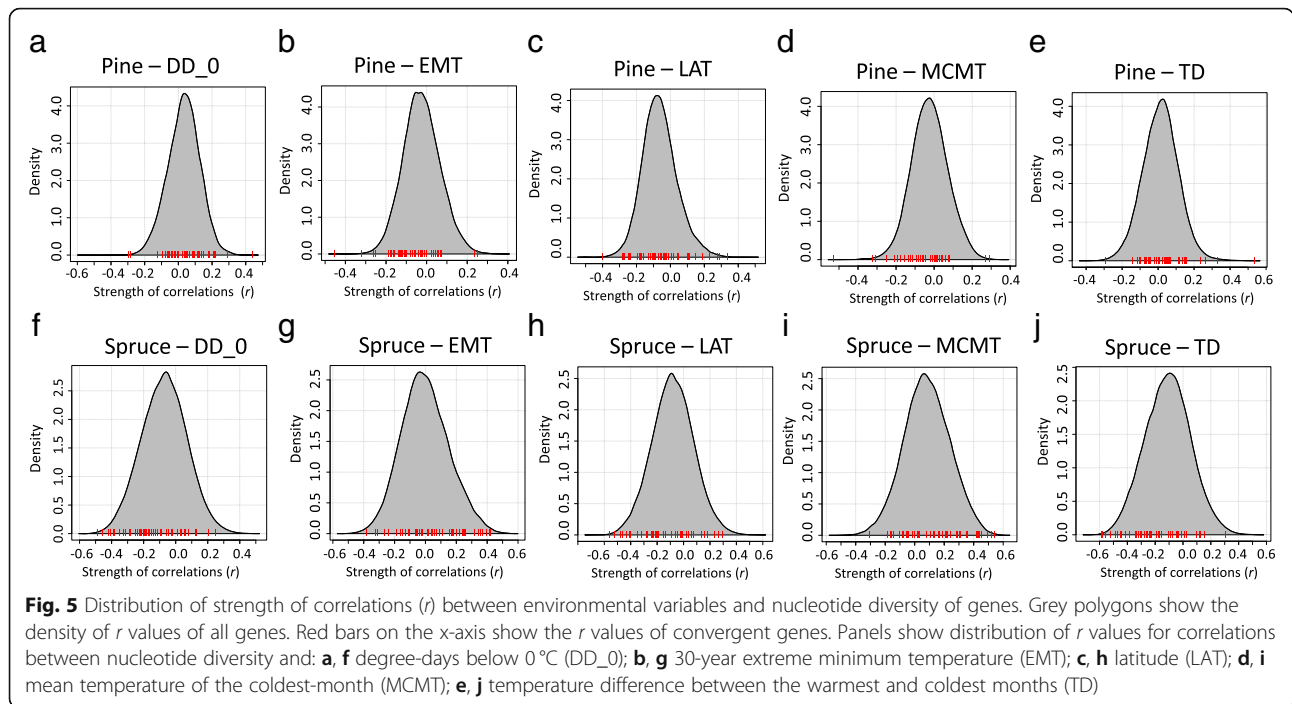 a
Pine – DD_0
Density
0.0 1.0 2.0 3.0 4.0
-0.6 -0.4 -0.2 0.0 0.2 0.4
Strength of correlations (r)
b
Pine – EMT
Density
0.0 1.0 2.0 3.0 4.0
-0.4 -0.2 0.0 0.2 0.4
Strength of correlations (r)
c
Pine – LAT
Density
0.0 1.0 2.0 3.0 4.0
-0.4 -0.2 0.0 0.2 0.4
Strength of correlations (r)
d
Pine – MCMT
Density
0.0 1.0 2.0 3.0 4.0
-0.4 -0.2 0.0 0.2 0.4
Strength of correlations (r)
e
Pine – TD
Density
0.0 1.0 2.0 3.0 4.0
-0.4 -0.2 0.0 0.2 0.4 0.6
Strength of correlations (r)
f
Spruce – DD_0
Density
0.0 0.5 1.0 1.5 2.0 2.5
-0.6 -0.4 -0.2 0.0 0.2 0.4
Strength of correlations (r)
g
Spruce – EMT
Density
0.0 0.5 1.0 1.5 2.0 2.5
-0.6 -0.4 -0.2 0.0 0.2 0.4 0.6
Strength of correlations (r)
h
Spruce – LAT
Density
0.0 0.5 1.0 1.5 2.0 2.5
-0.8 -0.6 -0.4 -0.2 0.0 0.2 0.4 0.6
Strength of correlations (r)
i
Spruce – MCMT
Density
0.0 0.5 1.0 1.5 2.0 2.5
-0.6 -0.4 -0.2 0.0 0.2 0.4 0.6
Strength of correlations (r)
j
Spruce – TD
Density
0.0 0.5 1.0 1.5 2.0 2.5
-0.8 -0.6 -0.4 -0.2 0.0 0.2 0.4 0.6
Strength of correlations (r)
Fig. 5 Distribution of strength of correlations (r) between environmental variables and nucleotide diversity of genes. Grey polygons show the
density of r values of all genes. Red bars on the x-axis show the r values of convergent genes. Panels show distribution of r values for correlations
between nucleotide diversity and: a, f degree-days below 0 °C (DD_0); b, g 30-year extreme minimum temperature (EMT); c, h latitude (LAT); d, i
mean temperature of the coldest-month (MCMT); e, j temperature difference between the warmest and coldest months (TD)